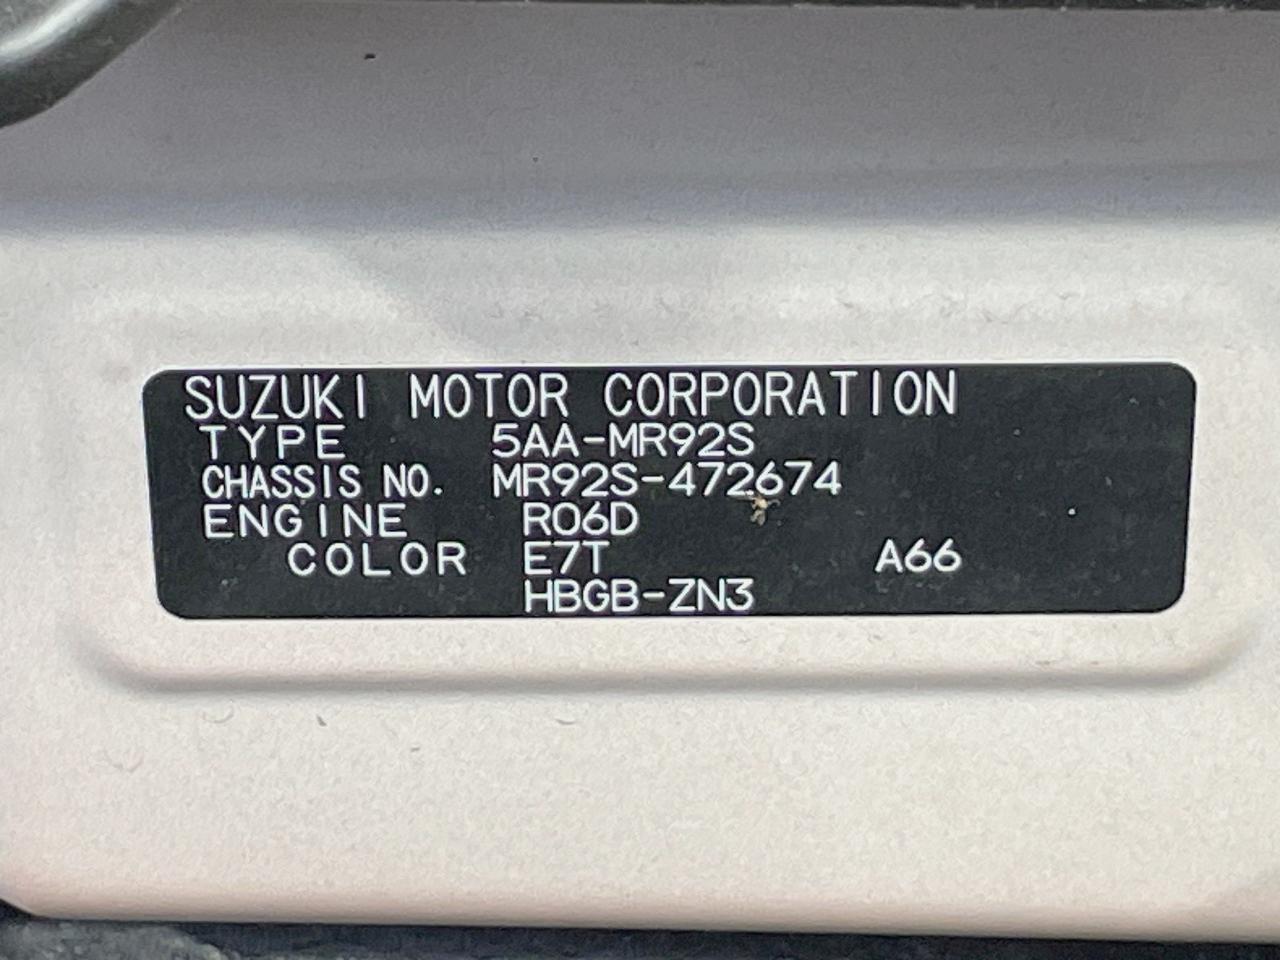 SUZUKI MOTOR CORPORATION
TYPE 5AA-MR92S
CHASSIS NO. MR92S-472674
ENGINE R06D
COLOR E7T A66
HBGB-ZN3